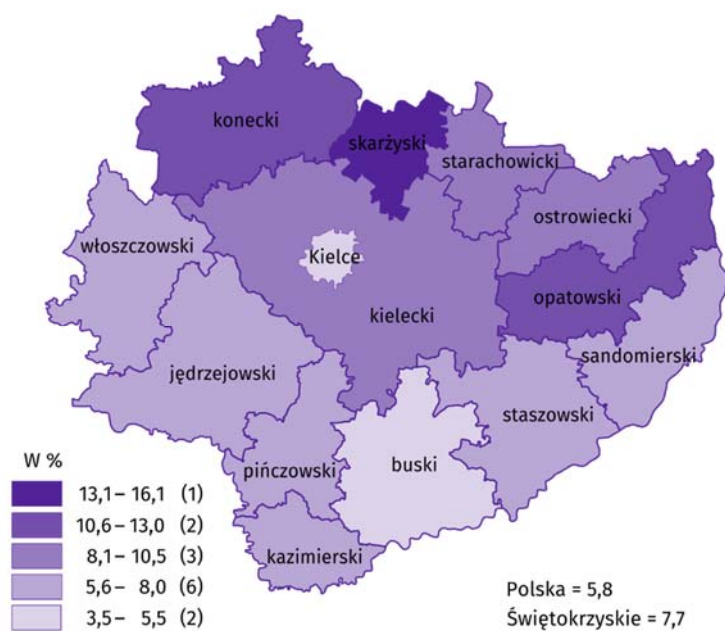 konecki
skarżyski
starachowicki
ostrowiecki
włoszczowski
Kielce
opatowski
kielecki
sandomierski
jędrzejowski
staszowski
buski
pińczowski
kazimierski
W %
13,1 – 16,1 (1)
10,6 – 13,0 (2)
8,1 – 10,5 (3)
5,6 – 8,0 (6)
3,5 – 5,5 (2)
Polska = 5,8
Świętokrzyskie = 7,7